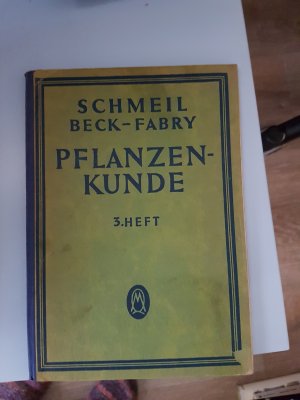 SCHMEIL
BECK-FABRY
PFLANZEN-
KUNDE
3. HEFT